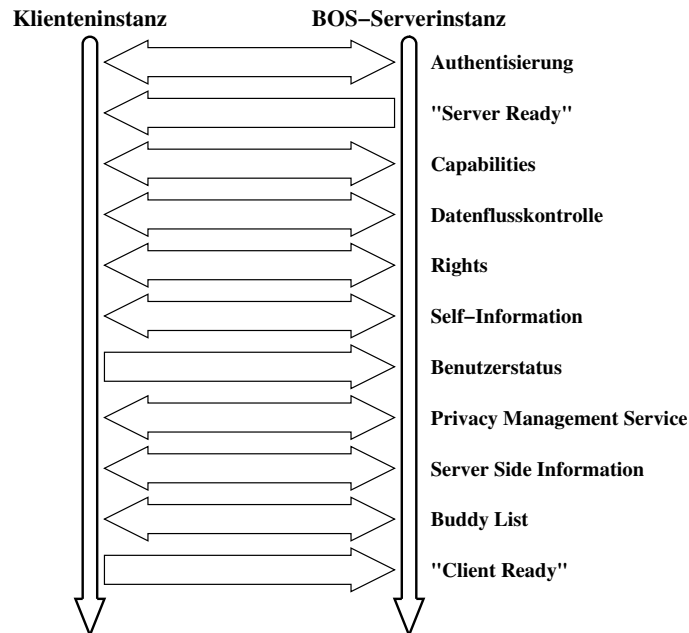 Klienteninstanz BOS−Serverinstanz
Authentisierung
"Server Ready"
Capabilities
Datenflusskontrolle
Rights
Self−Information
Benutzerstatus
Privacy Management Service
Server Side Information
Buddy List
"Client Ready"